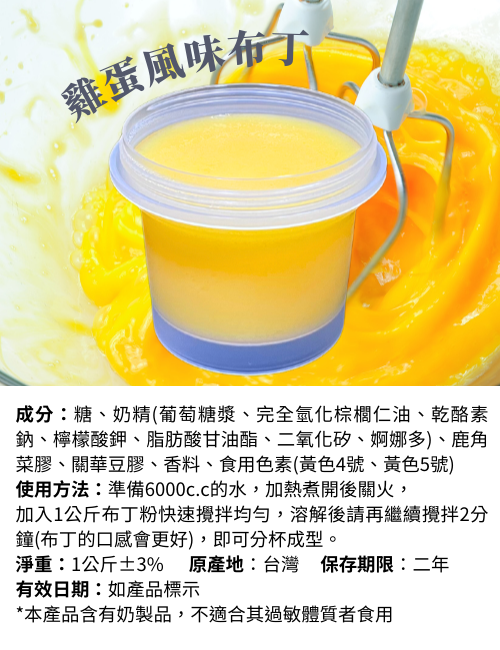 雞蛋風味布丁
成分：糖、奶精(葡萄糖漿、完全氫化棕櫚仁油、乾酪素
鈉、檸檬酸鉀、脂肪酸甘油酯、二氧化矽、婀娜多)、鹿角
菜膠、關華豆膠、香料、食用色素(黃色4號、黃色5號)
使用方法：準備6000c.c的水，加熱煮開後關火，
加入1公斤布丁粉快速攪拌均勻，溶解後請再繼續攪拌2分
鐘(布丁的口感會更好)，即可分杯成型。
淨重：1公斤±3% 原產地：台灣 保存期限：二年
有效日期：如產品標示
*本產品含有奶製品，不適合其過敏體質者食用